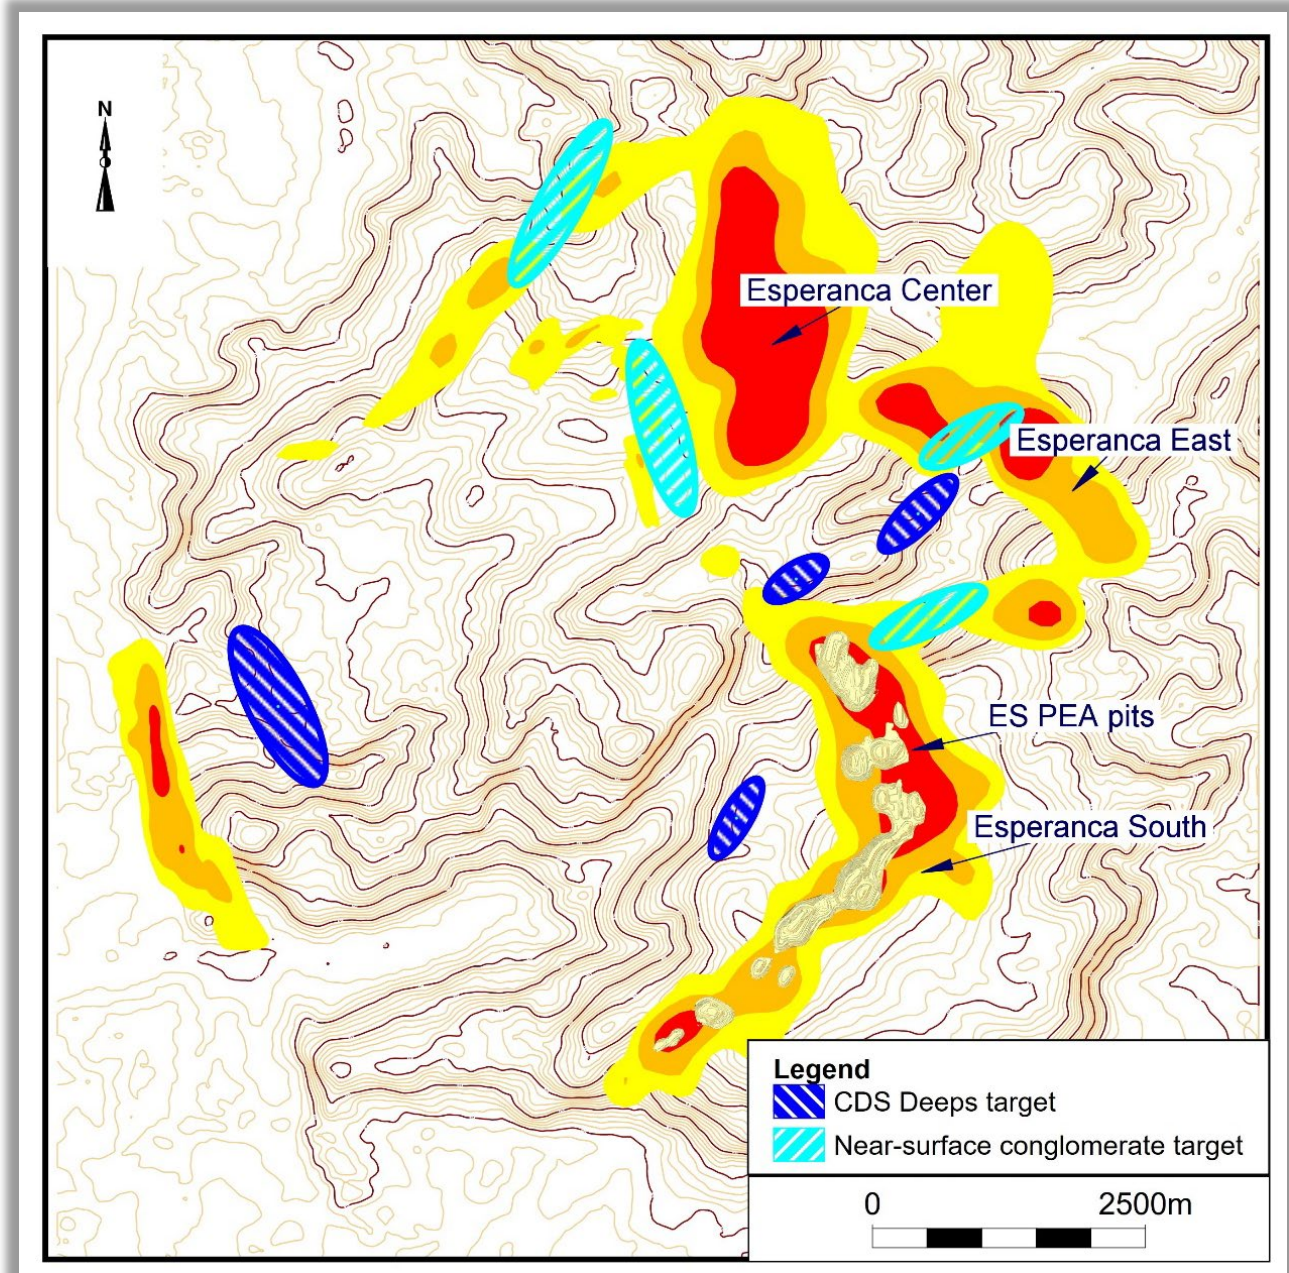 N
Esperanca Center
Esperanca East
ES PEA pits
Esperanca South
Legend
CDS Deeps target
Near-surface conglomerate target
0 2500m